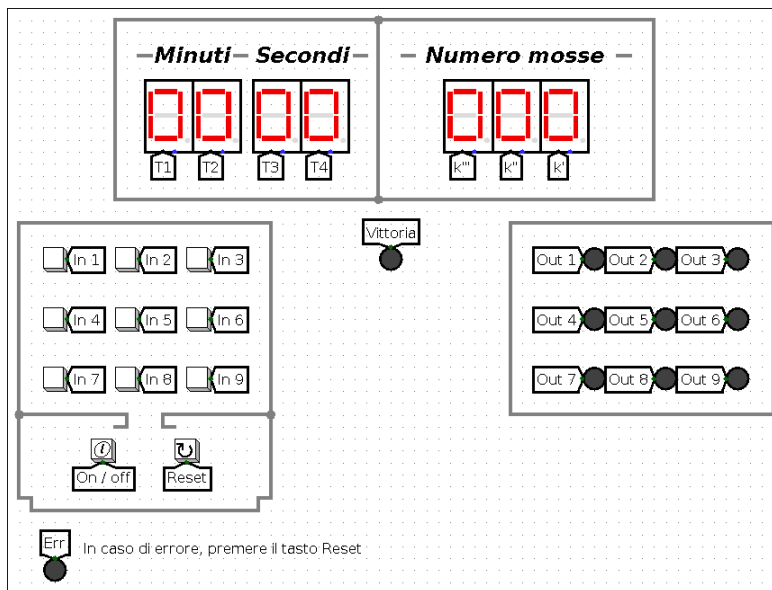 Minuti Secondi Numero mosse
00 00 000
T1 T2 T3 T4 k''' k'' k'
Vittoria
In 1 In 2 In 3 Out 1 Out 2 Out 3
In 4 In 5 In 6 Out 4 Out 5 Out 6
In 7 In 8 In 9 Out 7 Out 8 Out 9
On / off Reset
Err In caso di errore, premere il tasto Reset